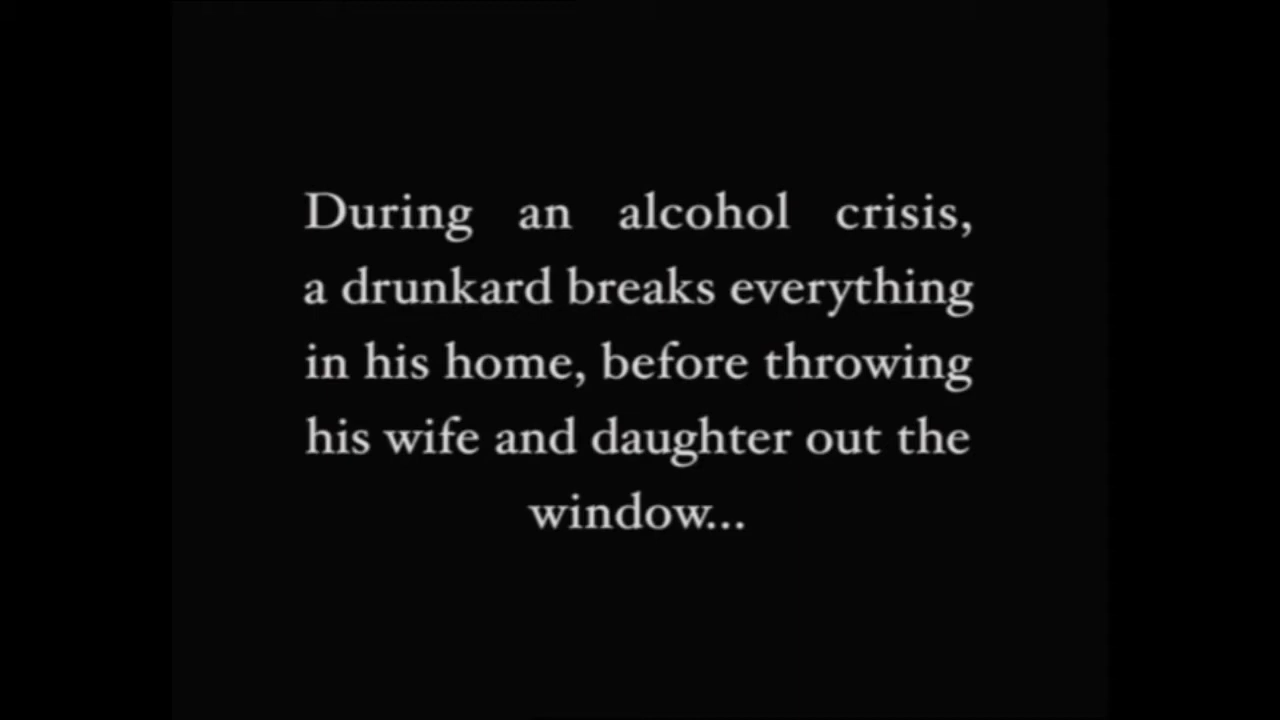 During an alcohol crisis,
a drunkard breaks everything
in his home, before throwing
his wife and daughter out the
window...